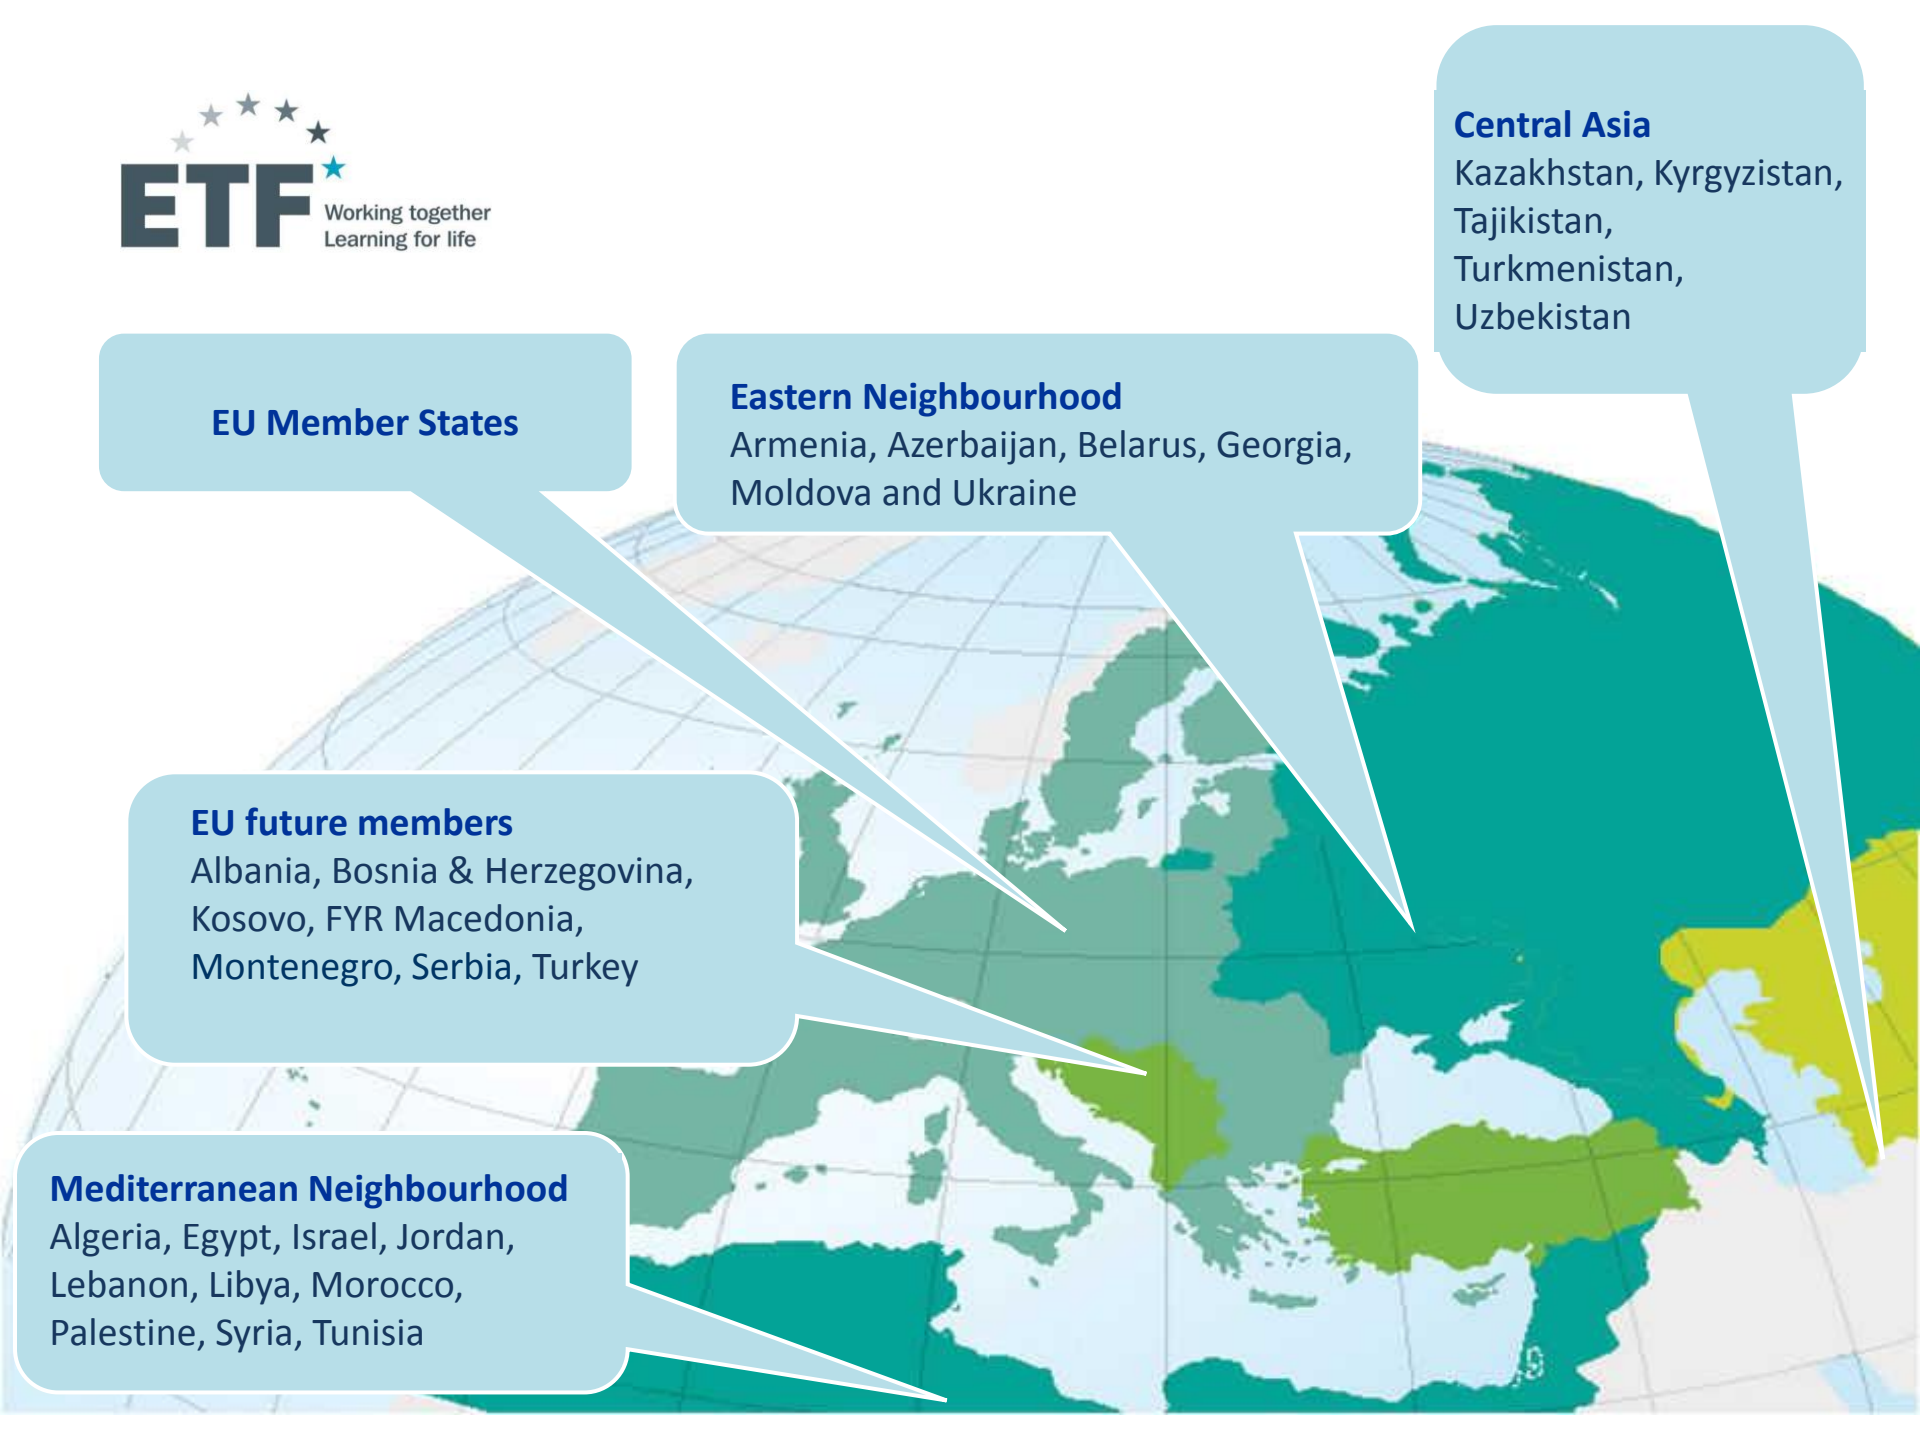 ETF
Working together
Learning for life
Central Asia
Kazakhstan, Kyrgyzistan,
Tajikistan,
Turkmenistan,
Uzbekistan
EU Member States
Eastern Neighbourhood
Armenia, Azerbaijan, Belarus, Georgia,
Moldova and Ukraine
EU future members
Albania, Bosnia & Herzegovina,
Kosovo, FYR Macedonia,
Montenegro, Serbia, Turkey
Mediterranean Neighbourhood
Algeria, Egypt, Israel, Jordan,
Lebanon, Libya, Morocco,
Palestine, Syria, Tunisia